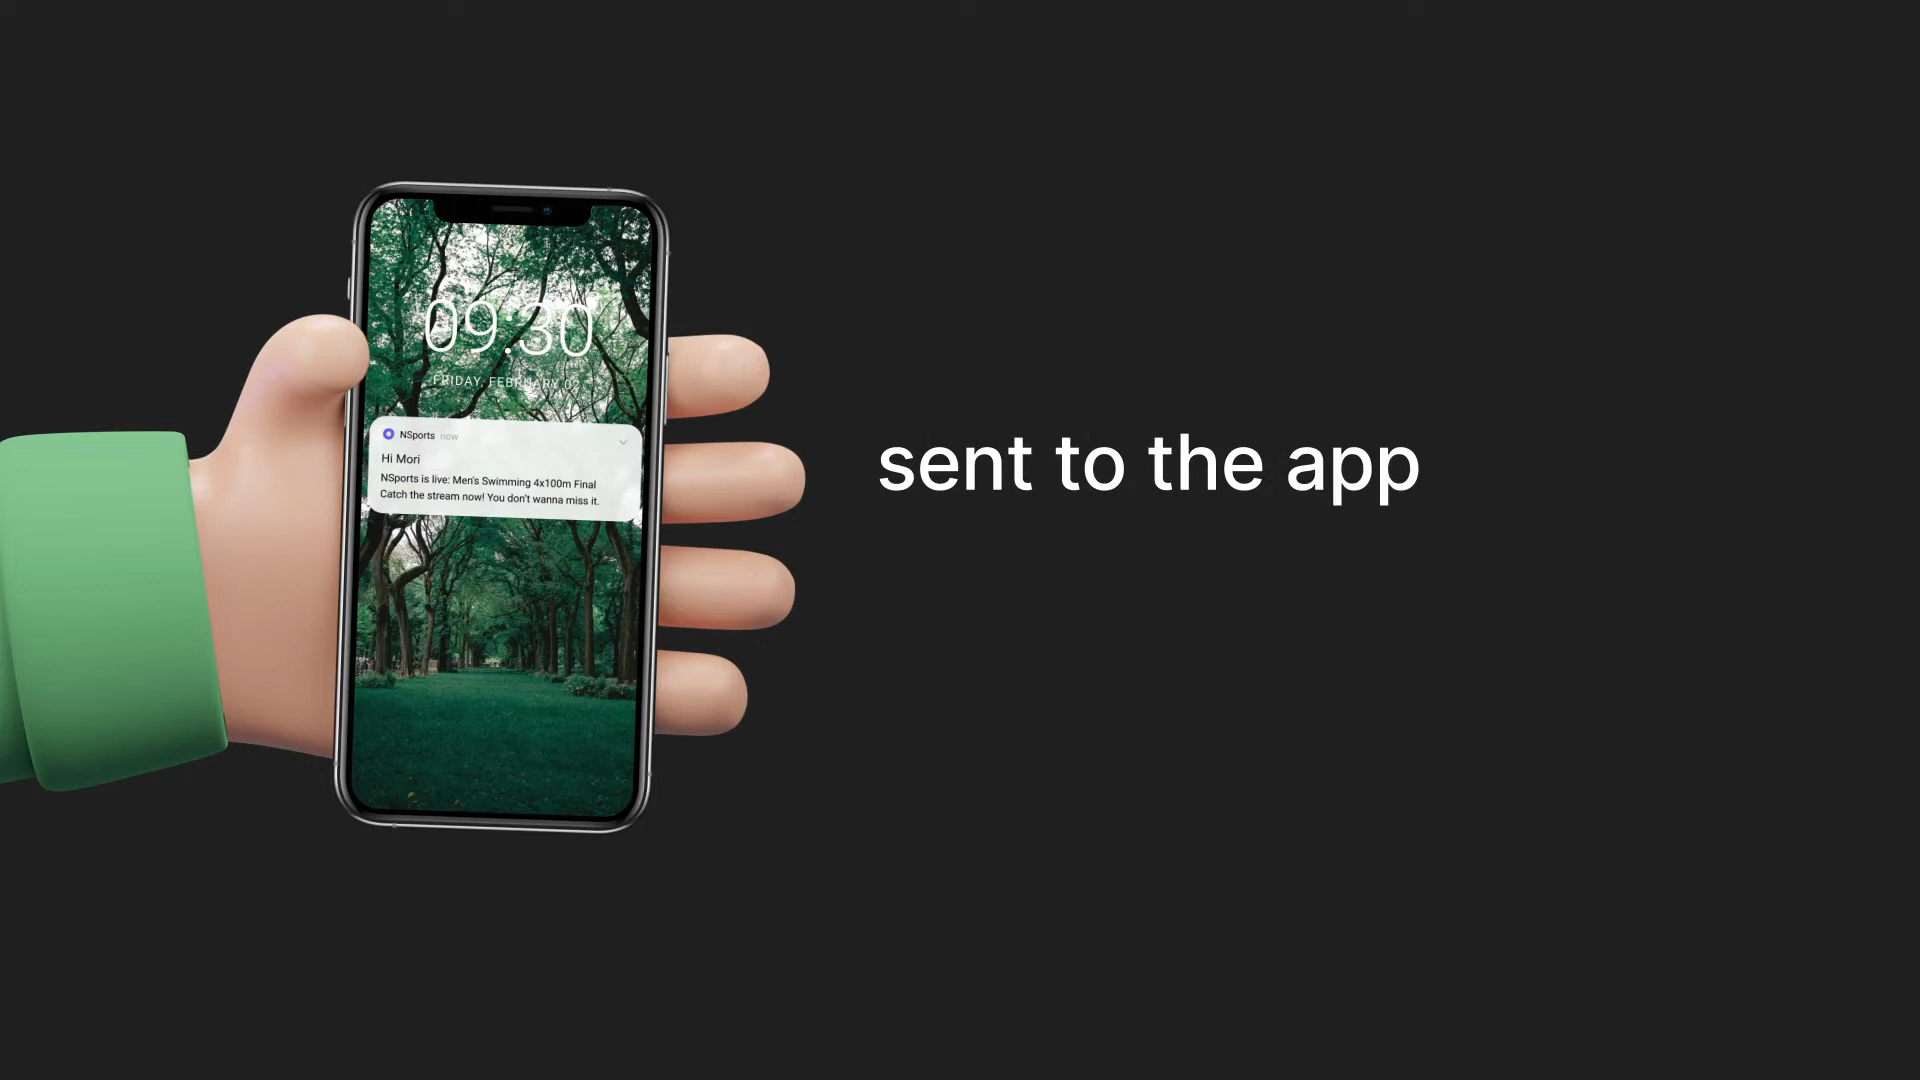 09:30
FRIDAY, FEBRUARY 02
NSports now
Hi Mori
NSports is live: Men's Swimming 4x100m Final
Catch the stream now! You don't wanna miss it.
sent to the app